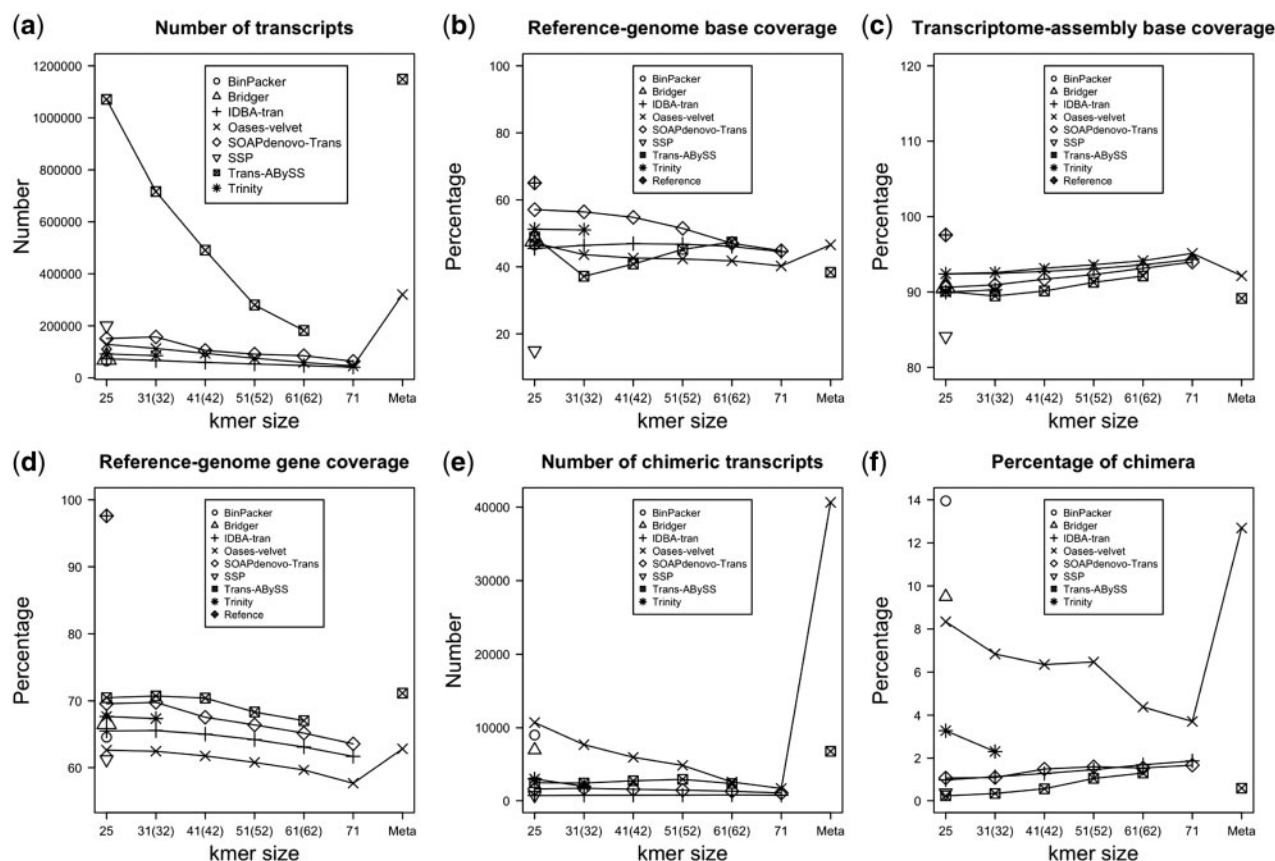 (a) Number of transcripts
1200000
1000000
800000
600000
400000
200000
0
Number
BinPacker
Bridger
IDBA-tran
Oases-velvet
SOAPdenovo-Trans
SSP
Trans-ABySS
Trinity
25 31(32) 41(42) 51(52) 61(62) 71 Meta
kmer size
(b) Reference-genome base coverage
100
80
60
40
20
Percentage
BinPacker
Bridger
IDBA-tran
Oases-velvet
SOAPdenovo-Trans
SSP
Trans-ABySS
Trinity
Reference
25 31(32) 41(42) 51(52) 61(62) 71 Meta
kmer size
(c) Transcriptome-assembly base coverage
120
110
100
90
80
Percentage
BinPacker
Bridger
IDBA-tran
Oases-velvet
SOAPdenovo-Trans
SSP
Trans-ABySS
Trinity
Reference
25 31(32) 41(42) 51(52) 61(62) 71 Meta
kmer size
(d) Reference-genome gene coverage
100
90
80
70
60
Percentage
BinPacker
Bridger
IDBA-tran
Oases-velvet
SOAPdenovo-Trans
SSP
Trans-ABySS
Trinity
Refence
25 31(32) 41(42) 51(52) 61(62) 71 Meta
kmer size
(e) Number of chimeric transcripts
40000
30000
20000
10000
0
Number
BinPacker
Bridger
IDBA-tran
Oases-velvet
SOAPdenovo-Trans
SSP
Trans-ABySS
Trinity
25 31(32) 41(42) 51(52) 61(62) 71 Meta
kmer size
(f) Percentage of chimera
14
12
10
8
6
4
2
0
Percentage
BinPacker
Bridger
IDBA-tran
Oases-velvet
SOAPdenovo-Trans
SSP
Trans-ABySS
Trinity
25 31(32) 41(42) 51(52) 61(62) 71 Meta
kmer size